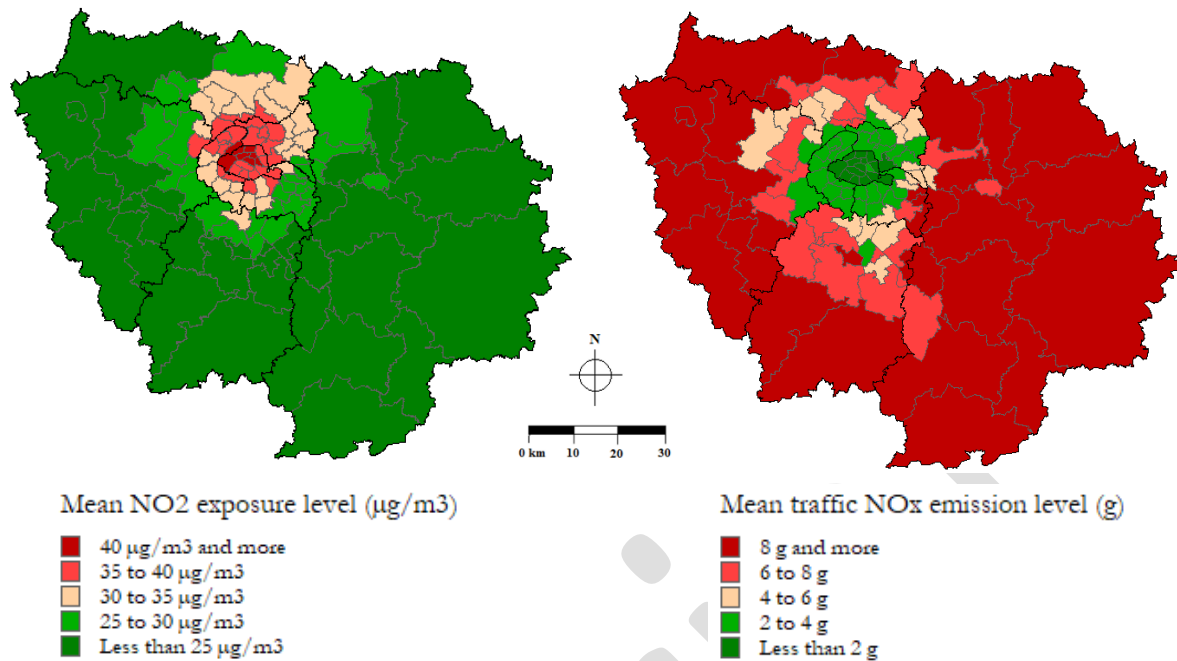 N
0 km 10 20 30
Mean NO2 exposure level (µg/m3)
40 µg/m3 and more
35 to 40 µg/m3
30 to 35 µg/m3
25 to 30 µg/m3
Less than 25 µg/m3
Mean traffic NOx emission level (g)
8 g and more
6 to 8 g
4 to 6 g
2 to 4 g
Less than 2 g